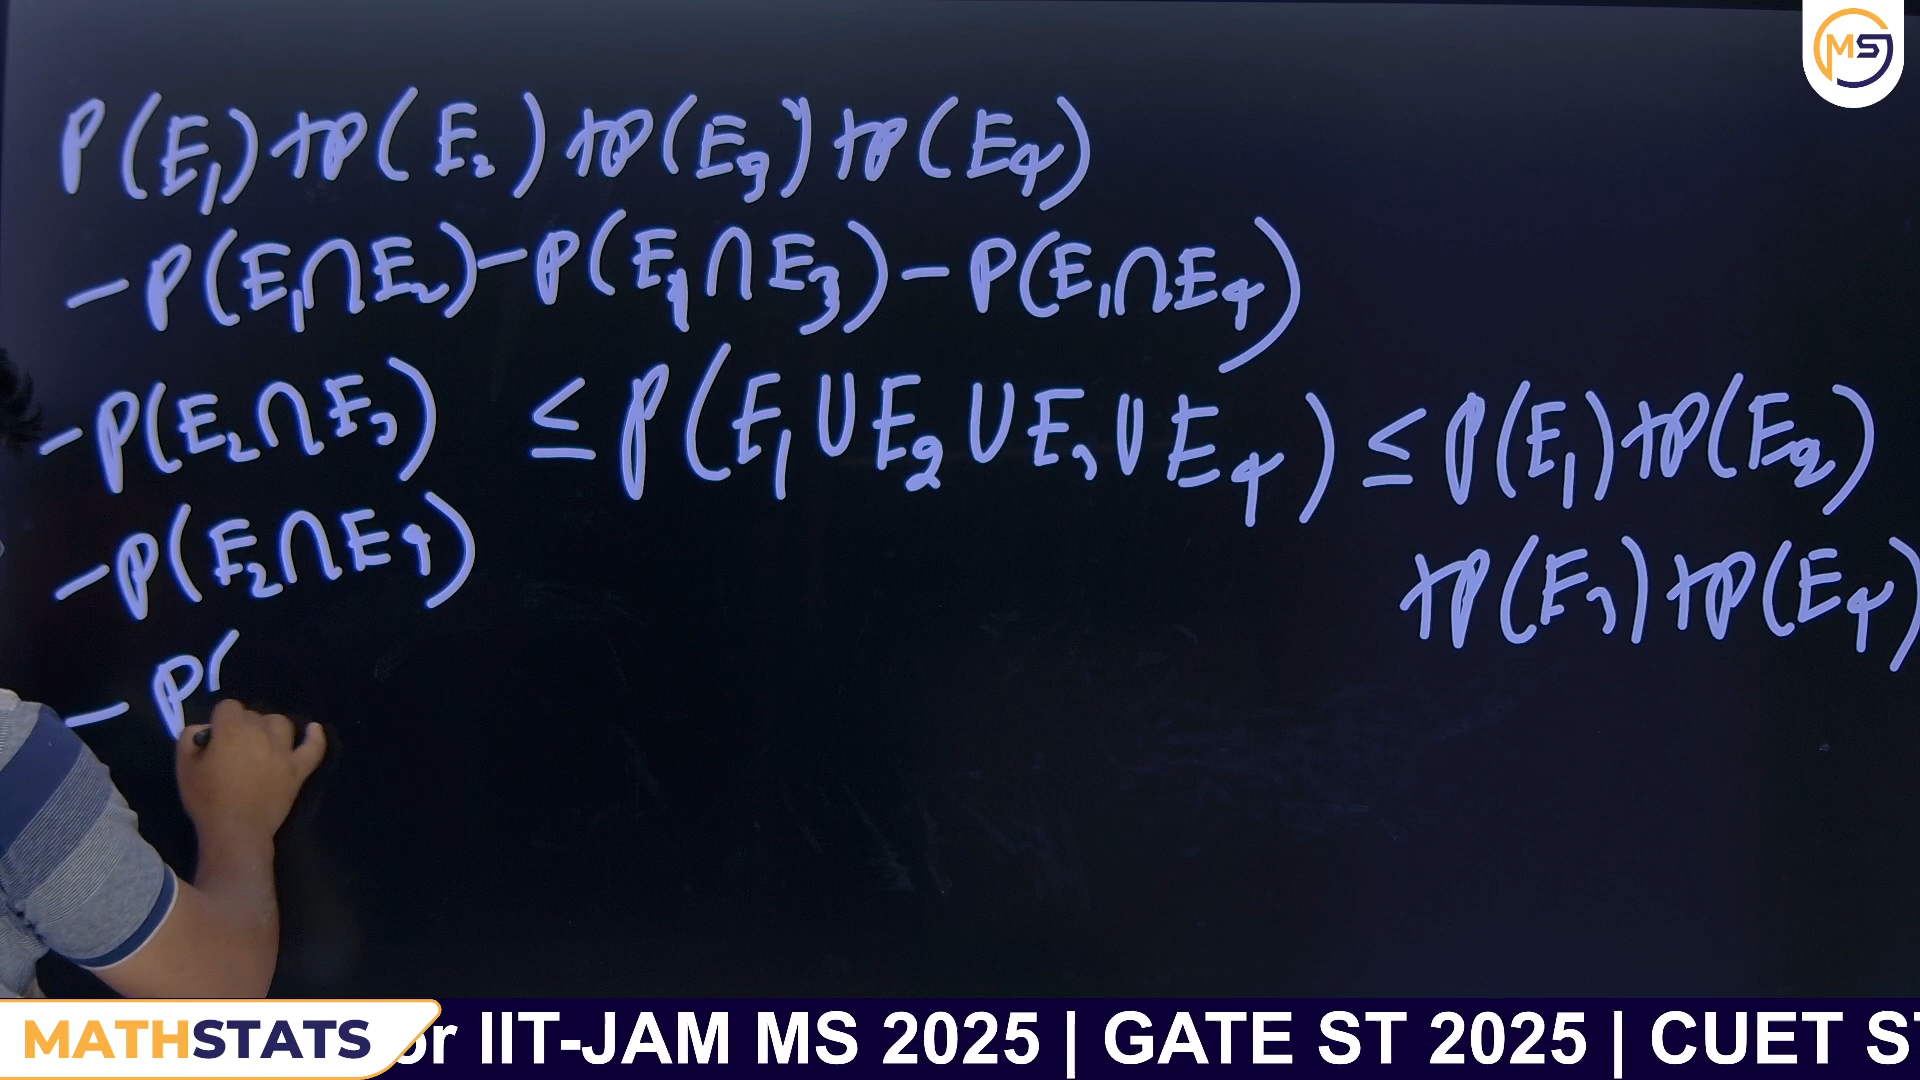 MS
P(E₁)+P(E₂)+P(E₃)+P(E₄)
-P(E₁∩E₂)-P(E₁∩E₃)-P(E₁∩E₄)
-P(E₂∩E₃) ≤P(E₁∪E₂∪E₃∪E₄)≤P(E₁)+P(E₂)
-P(E₂∩E₄) +P(E₃)+P(E₄)
-P(
MATHSTATS or IIT-JAM MS 2025 | GATE ST 2025 | CUET S